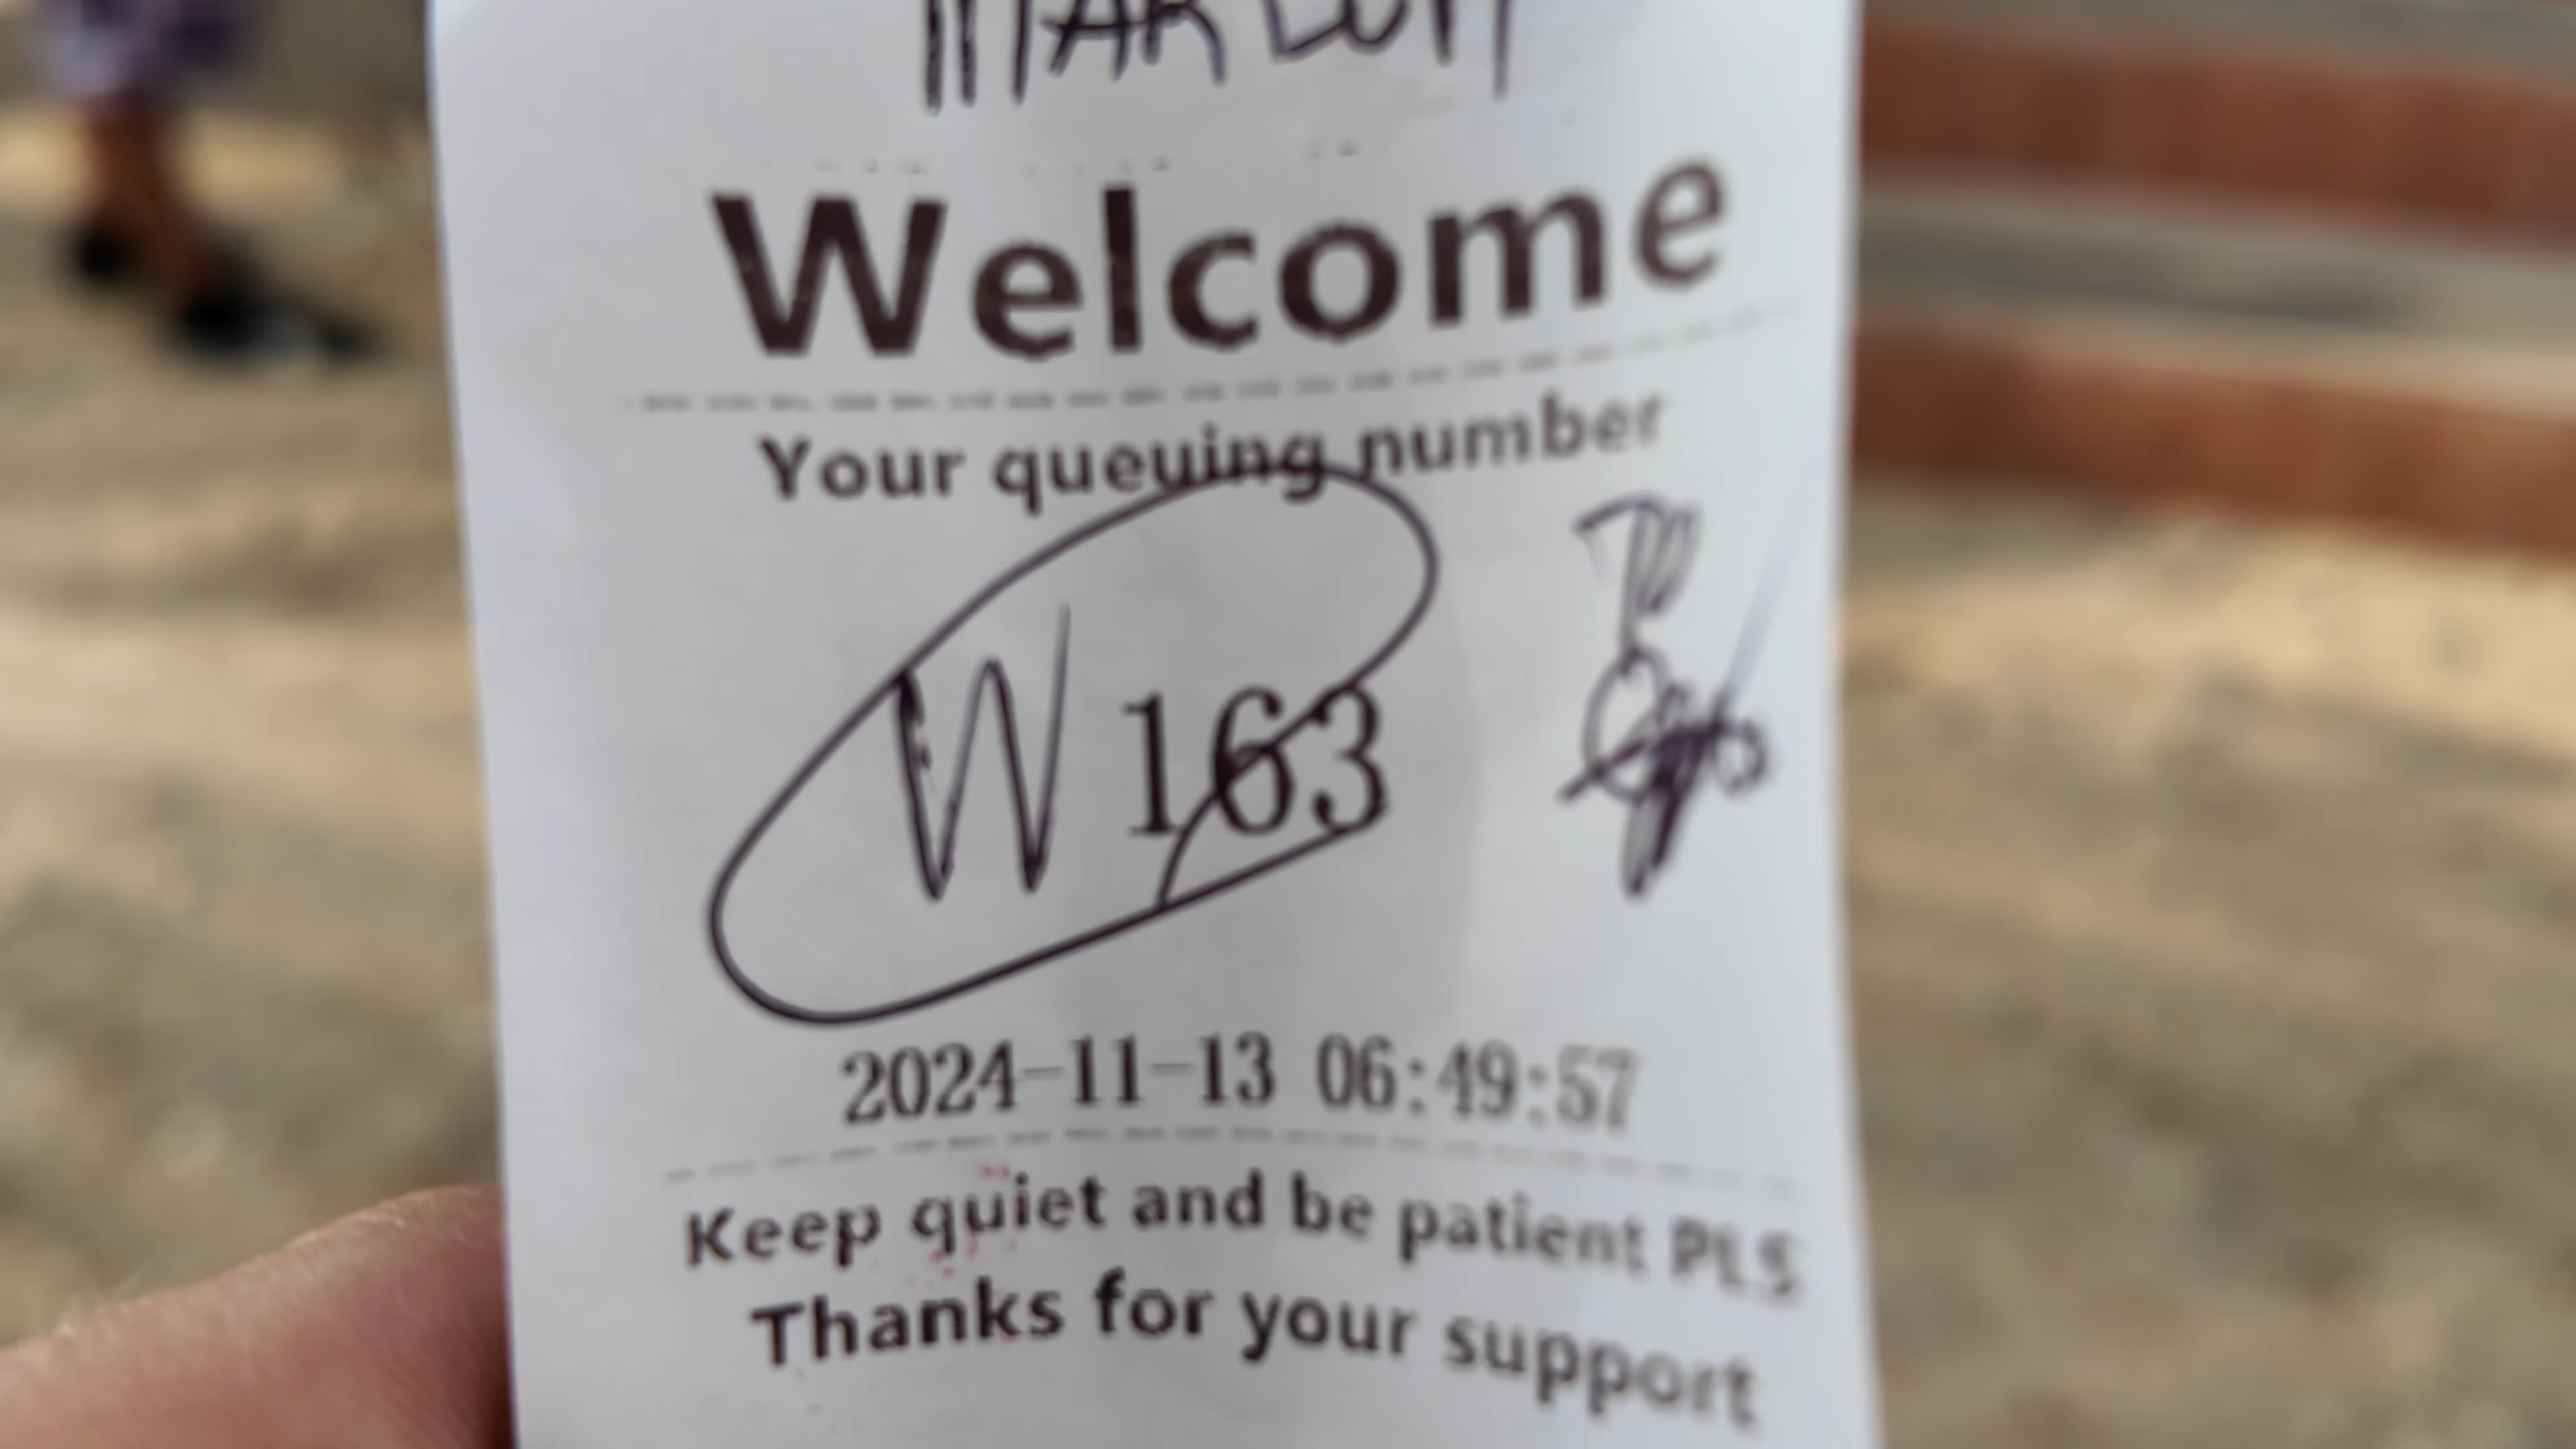 Welcome
Your queuing number
W 163
2024-11-13 06:49:57
Keep quiet and be patient PLS
Thanks for your support